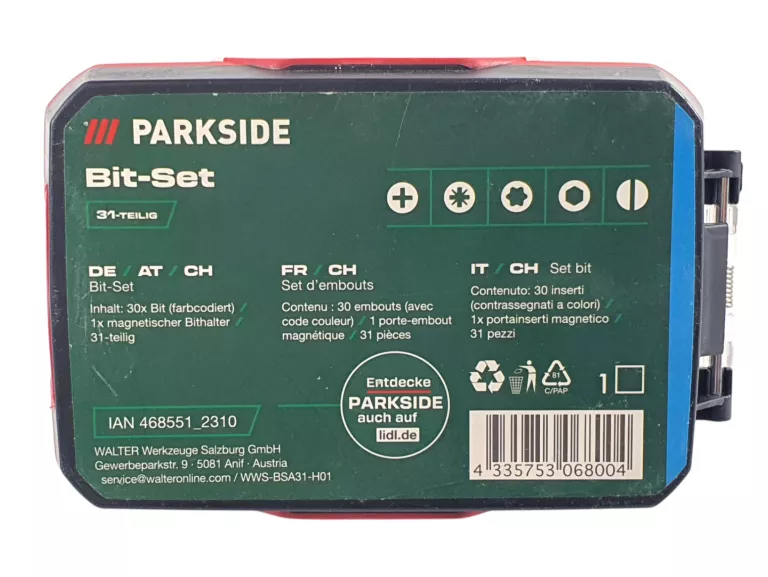 PARKSIDE
Bit-Set
31-TEILIG
DE / AT / CH
Bit-Set
Inhalt: 30x Bit (farbcodiert) /
1x magnetischer Bithalter /
31-teilig
FR / CH
Set d'embouts
Contenu : 30 embouts (avec
code couleur) / 1 porte-embout
magnétique / 31 pièces
IT / CH Set bit
Contenuto: 30 inserti
(contrassegnati a colori) /
1x portainserti magnetico /
31 pezzi
Entdecke
PARKSIDE
auch auf
lidl.de
81
C/PAP
1
IAN 468551_2310
WALTER Werkzeuge Salzburg GmbH
Gewerbeparkstr. 9 · 5081 Anif · Austria
service@walteronline.com / WWS-BSA31-H01
4 335753 068004